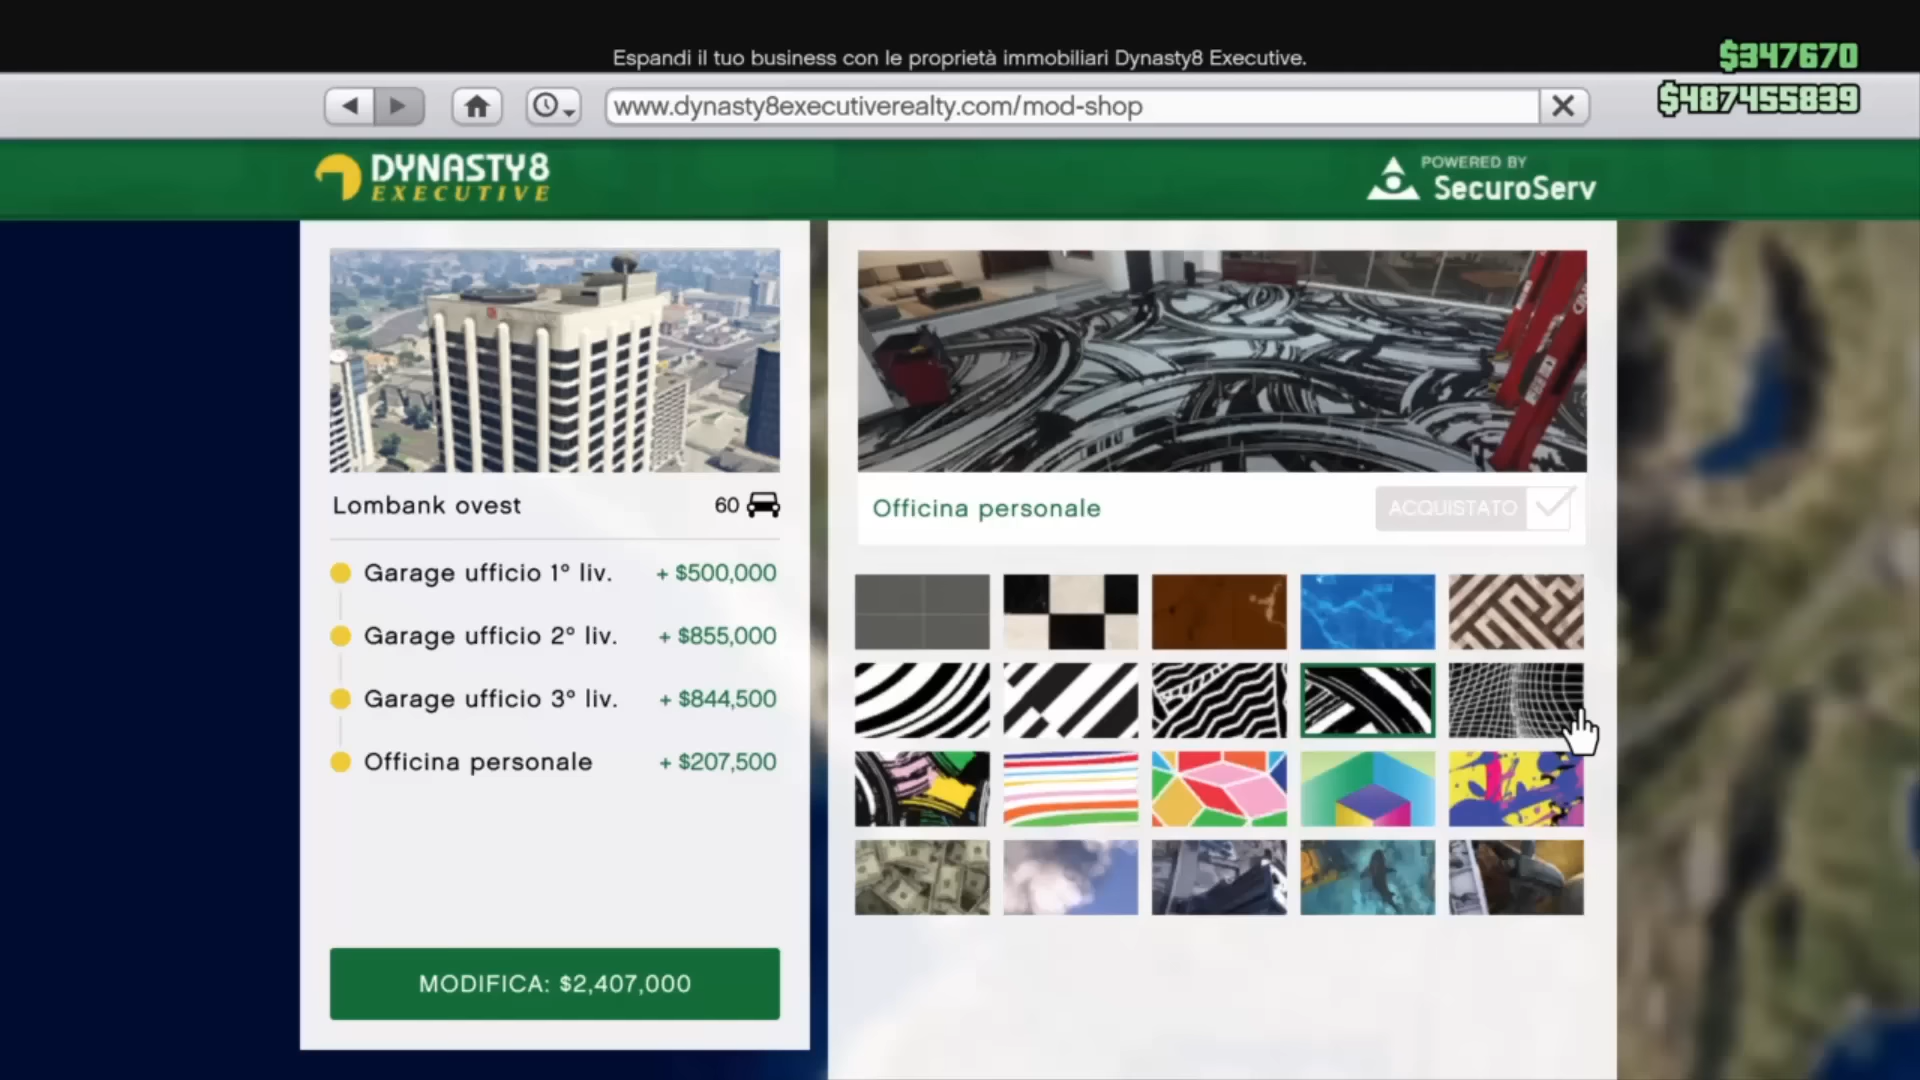 Espandi il tuo business con le proprietà immobiliari Dynasty8 Executive.
$347670
$487455839
www.dynasty8executiverealty.com/mod-shop
DYNASTY8
EXECUTIVE
POWERED BY
SecuroServ
Lombank ovest
60
Garage ufficio 1° liv. + $500,000
Garage ufficio 2° liv. + $855,000
Garage ufficio 3° liv. + $844,500
Officina personale + $207,500
MODIFICA: $2,407,000
Officina personale
ACQUISTATO